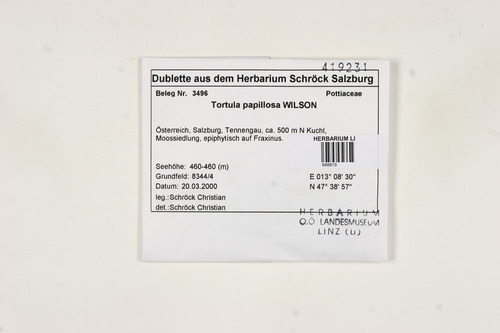 419231
Dublette aus dem Herbarium Schröck Salzburg
Beleg Nr. 3496 Pottiaceae
Tortula papillosa WILSON
Österreich, Salzburg, Tennengau, ca. 500 m N Kuchl,
Moossiedlung, epiphytisch auf Fraxinus.
HERBARIUM LI
Seehöhe: 460-460 (m)
Grundfeld: 8344/4 E 013° 08' 30"
Datum: 20.03.2000 N 47° 38' 57"
leg.:Schröck Christian
det.:Schröck Christian
HERBARIUM
O.Ö LANDESMUSEUM
LINZ (LI)